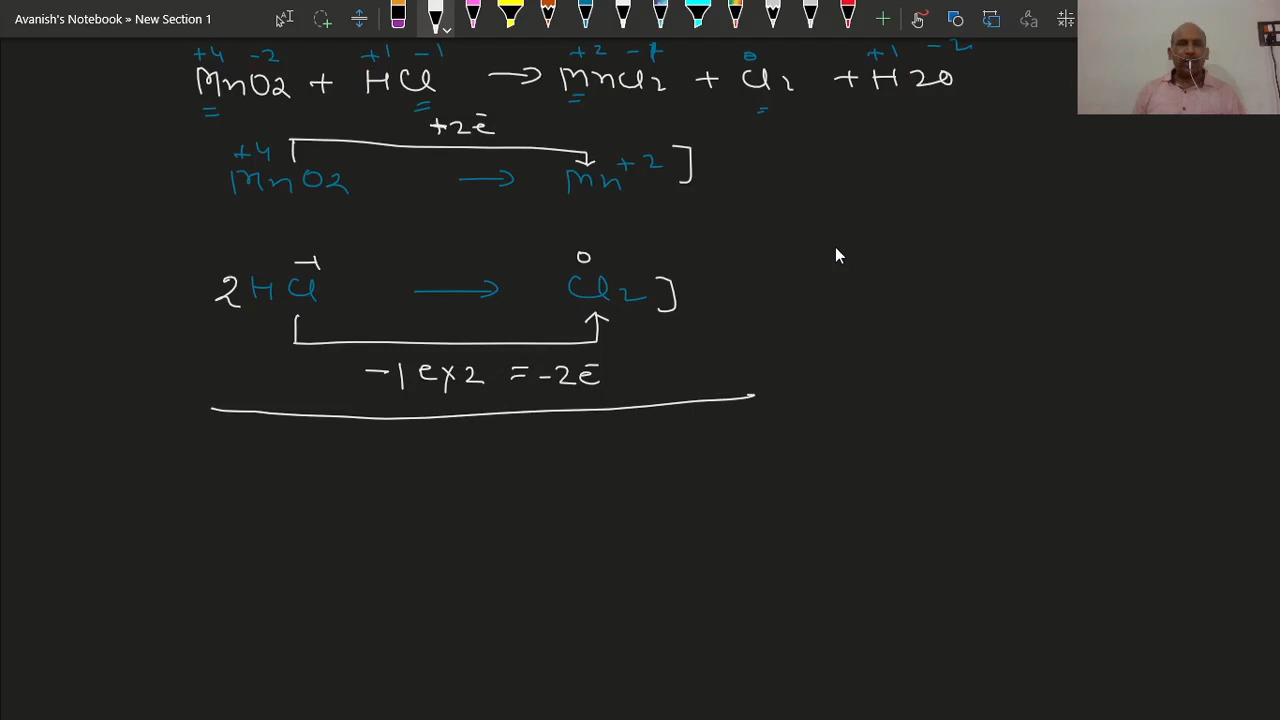 Avanish's Notebook » New Section 1
+4 -2 +1 -1 +2 -1 0 +1 -2
MnO2 + HCl → MnCl2 + Cl2 + H2O
+2e̅
+4
MnO2 → Mn+2 ]
-1 0
2HCl → Cl2 ]
-1e×2 = -2e̅